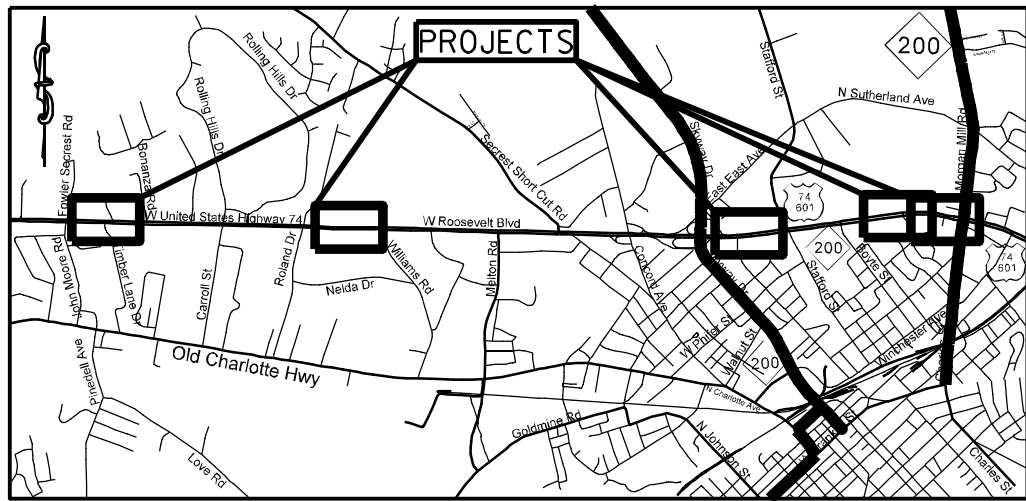 PROJECTS
200
Rolling Hills Dr
Rolling Hills Dr
Stafford St
N Sutherland Ave
Fowler Secrest Rd
Bonanza Rd
Secrest Short Cut Rd
Skyway Dr
East East Ave
Morgan Mill Rd
74
601
W United States Highway 74
W Roosevelt Blvd
200
74
601
John Moore Rd
Timber Lane Ct
Carroll St
Roland Dr
Williams Rd
Nelda Dr
Melton Rd
Concord Ave
Stafford St
Boyte St
W Phifer St
Walnut St
200
Winchester Ave
Old Charlotte Hwy
Pinedell Ave
N Charlotte Ave
Goldmine Rd
N Johnson St
Love Rd
Charles St